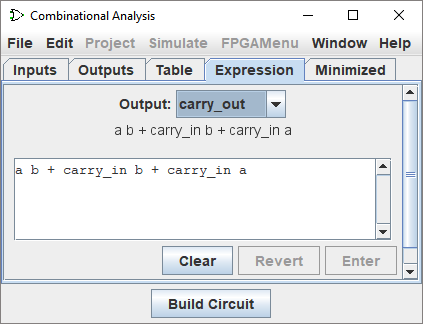 Combinational Analysis
File Edit Project Simulate FPGAMenu Window Help
Inputs Outputs Table Expression Minimized
Output: carry_out
a b + carry_in b + carry_in a
a b + carry_in b + carry_in a
Clear Revert Enter
Build Circuit